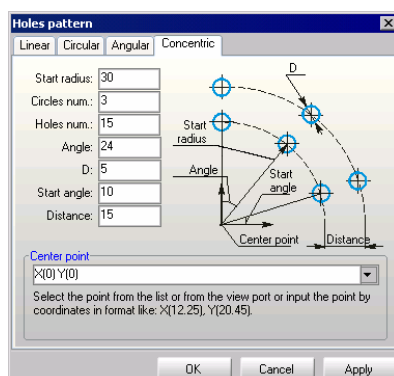 Holes pattern
Linear Circular Angular Concentric
Start radius: 30
Circles num.: 3
Holes num.: 15
Angle: 24
D: 5
Start angle: 10
Distance: 15
D
Start
radius
Angle
Start
angle
Center point
Distance
Center point
X(0) Y(0)
Select the point from the list or from the view port or input the point by
coordinates in format like: X(12.25), Y(20.45).
OK Cancel Apply